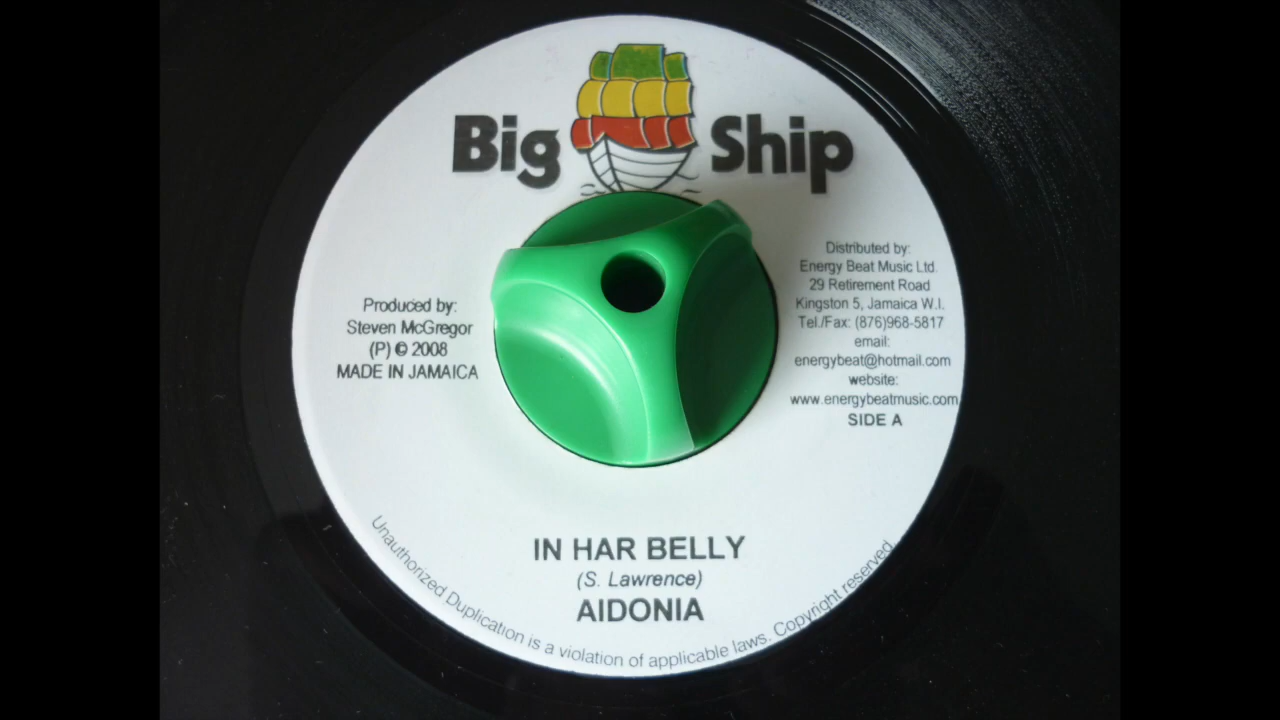 Big Ship
Produced by:
Steven McGregor
(P) © 2008
MADE IN JAMAICA
Distributed by:
Energy Beat Music Ltd.
29 Retirement Road
Kingston 5, Jamaica W.I.
Tel./Fax: (876)968-5817
email:
energybeat@hotmail.com
website:
www.energybeatmusic.com
SIDE A
IN HAR BELLY
(S. Lawrence)
AIDONIA
Unauthorized Duplication is a violation of applicable laws. Copyright reserved.